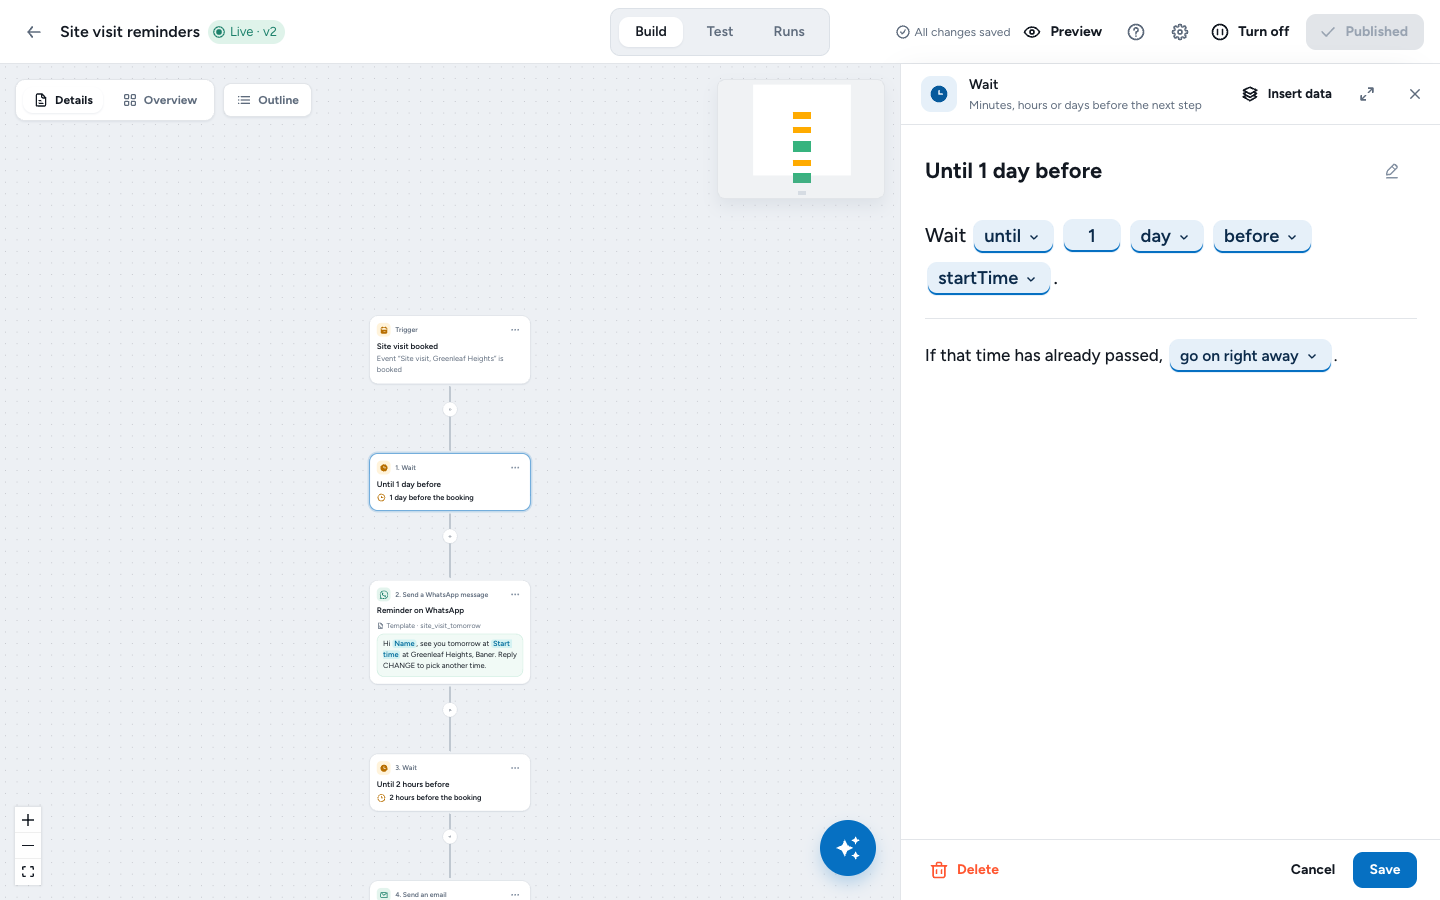 Site visit reminders
Live · v2
Build
Test
Runs
All changes saved
Preview
Turn off
Published
Details
Overview
Outline
Trigger
Site visit booked
Event "Site visit, Greenleaf Heights" is
booked
1. Wait
Until 1 day before
1 day before the booking
2. Send a WhatsApp message
Reminder on WhatsApp
Template · site_visit_tomorrow
Hi Name , see you tomorrow at Start
time at Greenleaf Heights, Baner. Reply
CHANGE to pick another time.
3. Wait
Until 2 hours before
2 hours before the booking
4. Send an email
Wait
Minutes, hours or days before the next step
Insert data
Until 1 day before
Wait until 1 day before
startTime .
If that time has already passed, go on right away .
Delete
Cancel
Save